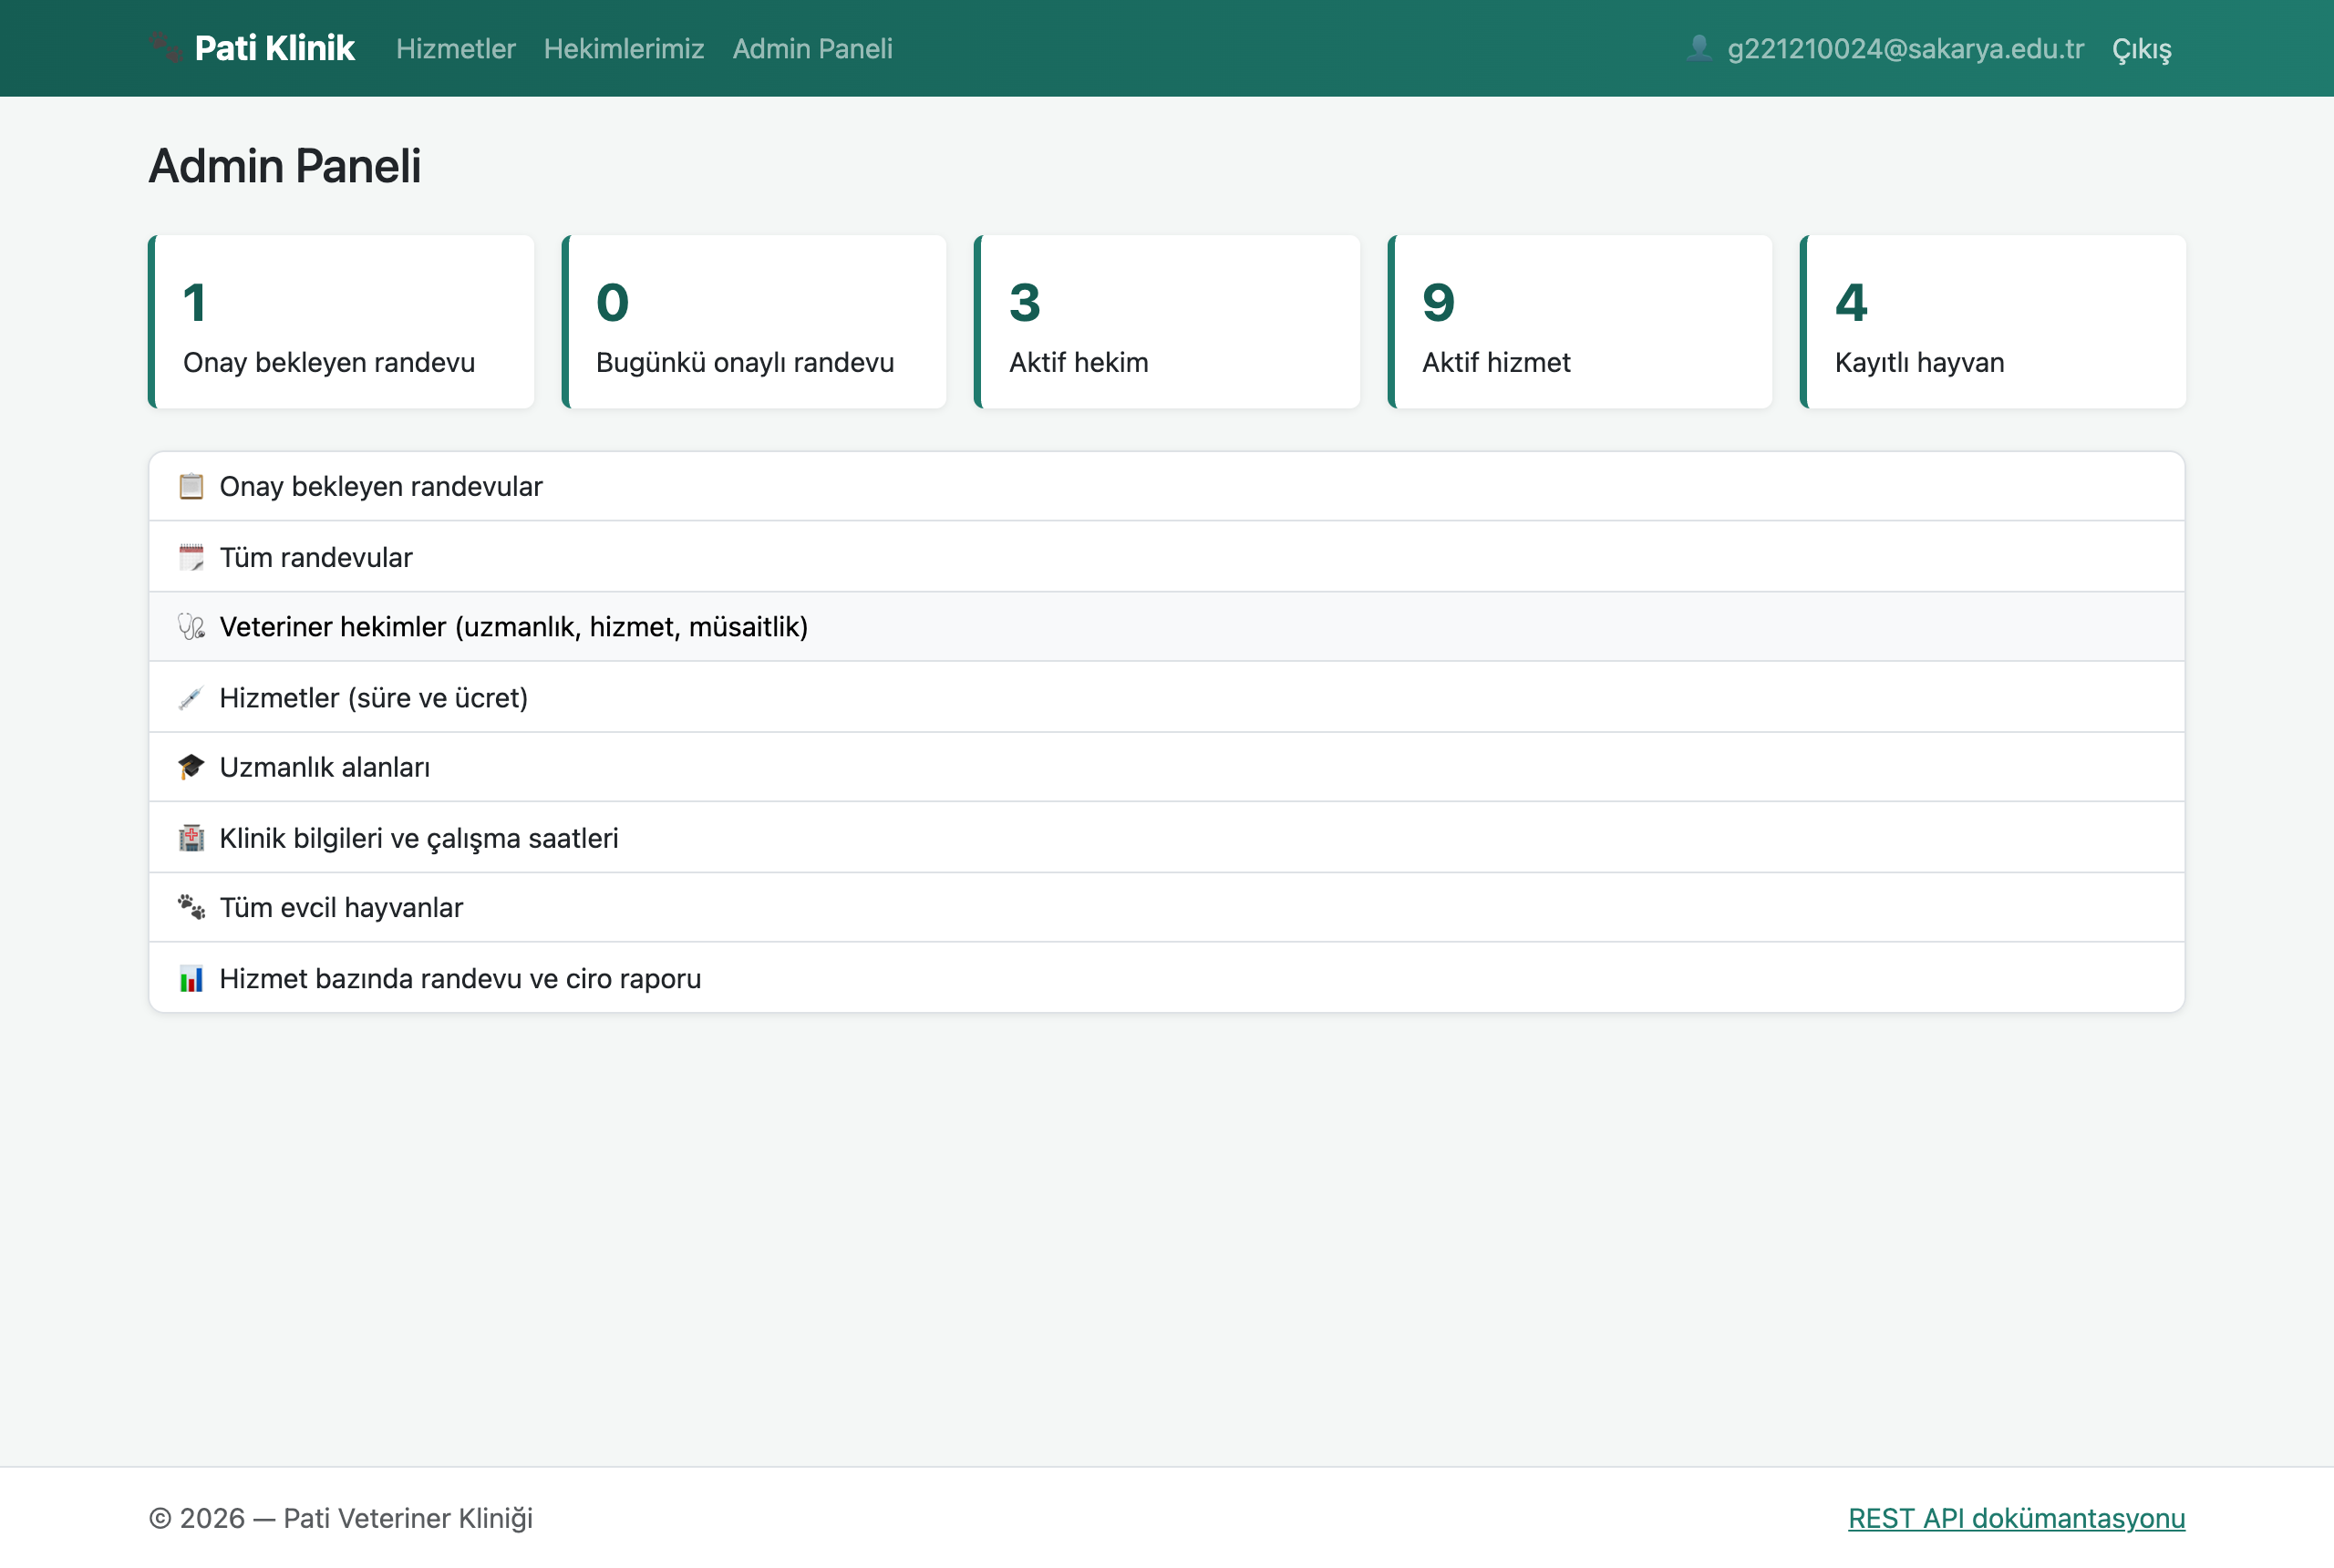 Pati Klinik Hizmetler Hekimlerimiz Admin Paneli g221210024@sakarya.edu.tr Çıkış
Admin Paneli
1
Onay bekleyen randevu
0
Bugünkü onaylı randevu
3
Aktif hekim
9
Aktif hizmet
4
Kayıtlı hayvan
Onay bekleyen randevular
Tüm randevular
Veteriner hekimler (uzmanlık, hizmet, müsaitlik)
Hizmetler (süre ve ücret)
Uzmanlık alanları
Klinik bilgileri ve çalışma saatleri
Tüm evcil hayvanlar
Hizmet bazında randevu ve ciro raporu
© 2026 — Pati Veteriner Kliniği REST API dokümantasyonu